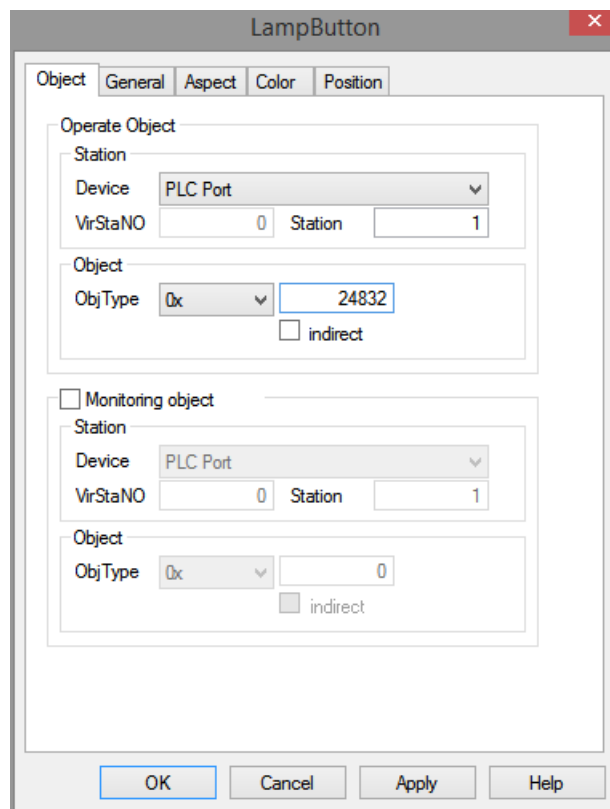 LampButton
Object General Aspect Color Position
Operate Object
Station
Device PLC Port
VirStaNO 0 Station 1
Object
ObjType 0x 24832
indirect
Monitoring object
Station
Device PLC Port
VirStaNO 0 Station 1
Object
ObjType 0x 0
indirect
OK Cancel Apply Help